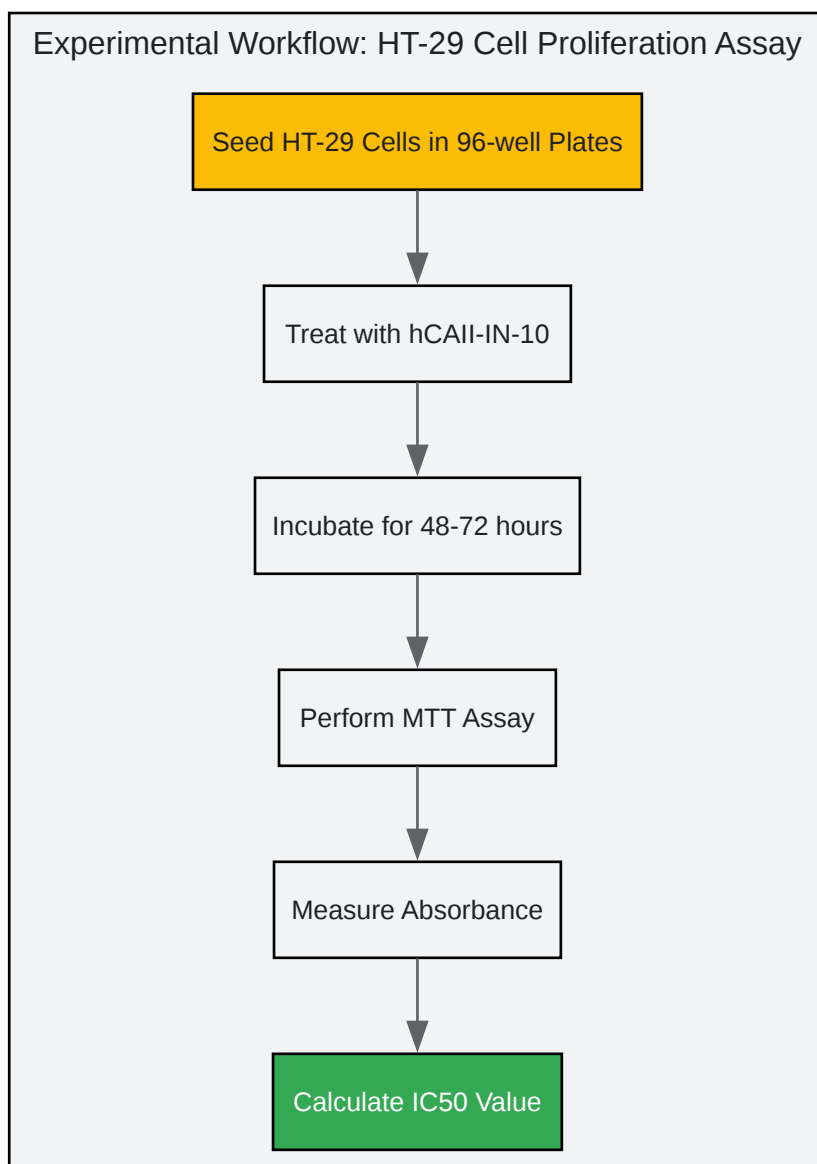 Experimental Workflow: HT-29 Cell Proliferation Assay
Seed HT-29 Cells in 96-well Plates
Treat with hCAII-IN-10
Incubate for 48-72 hours
Perform MTT Assay
Measure Absorbance
Calculate IC50 Value